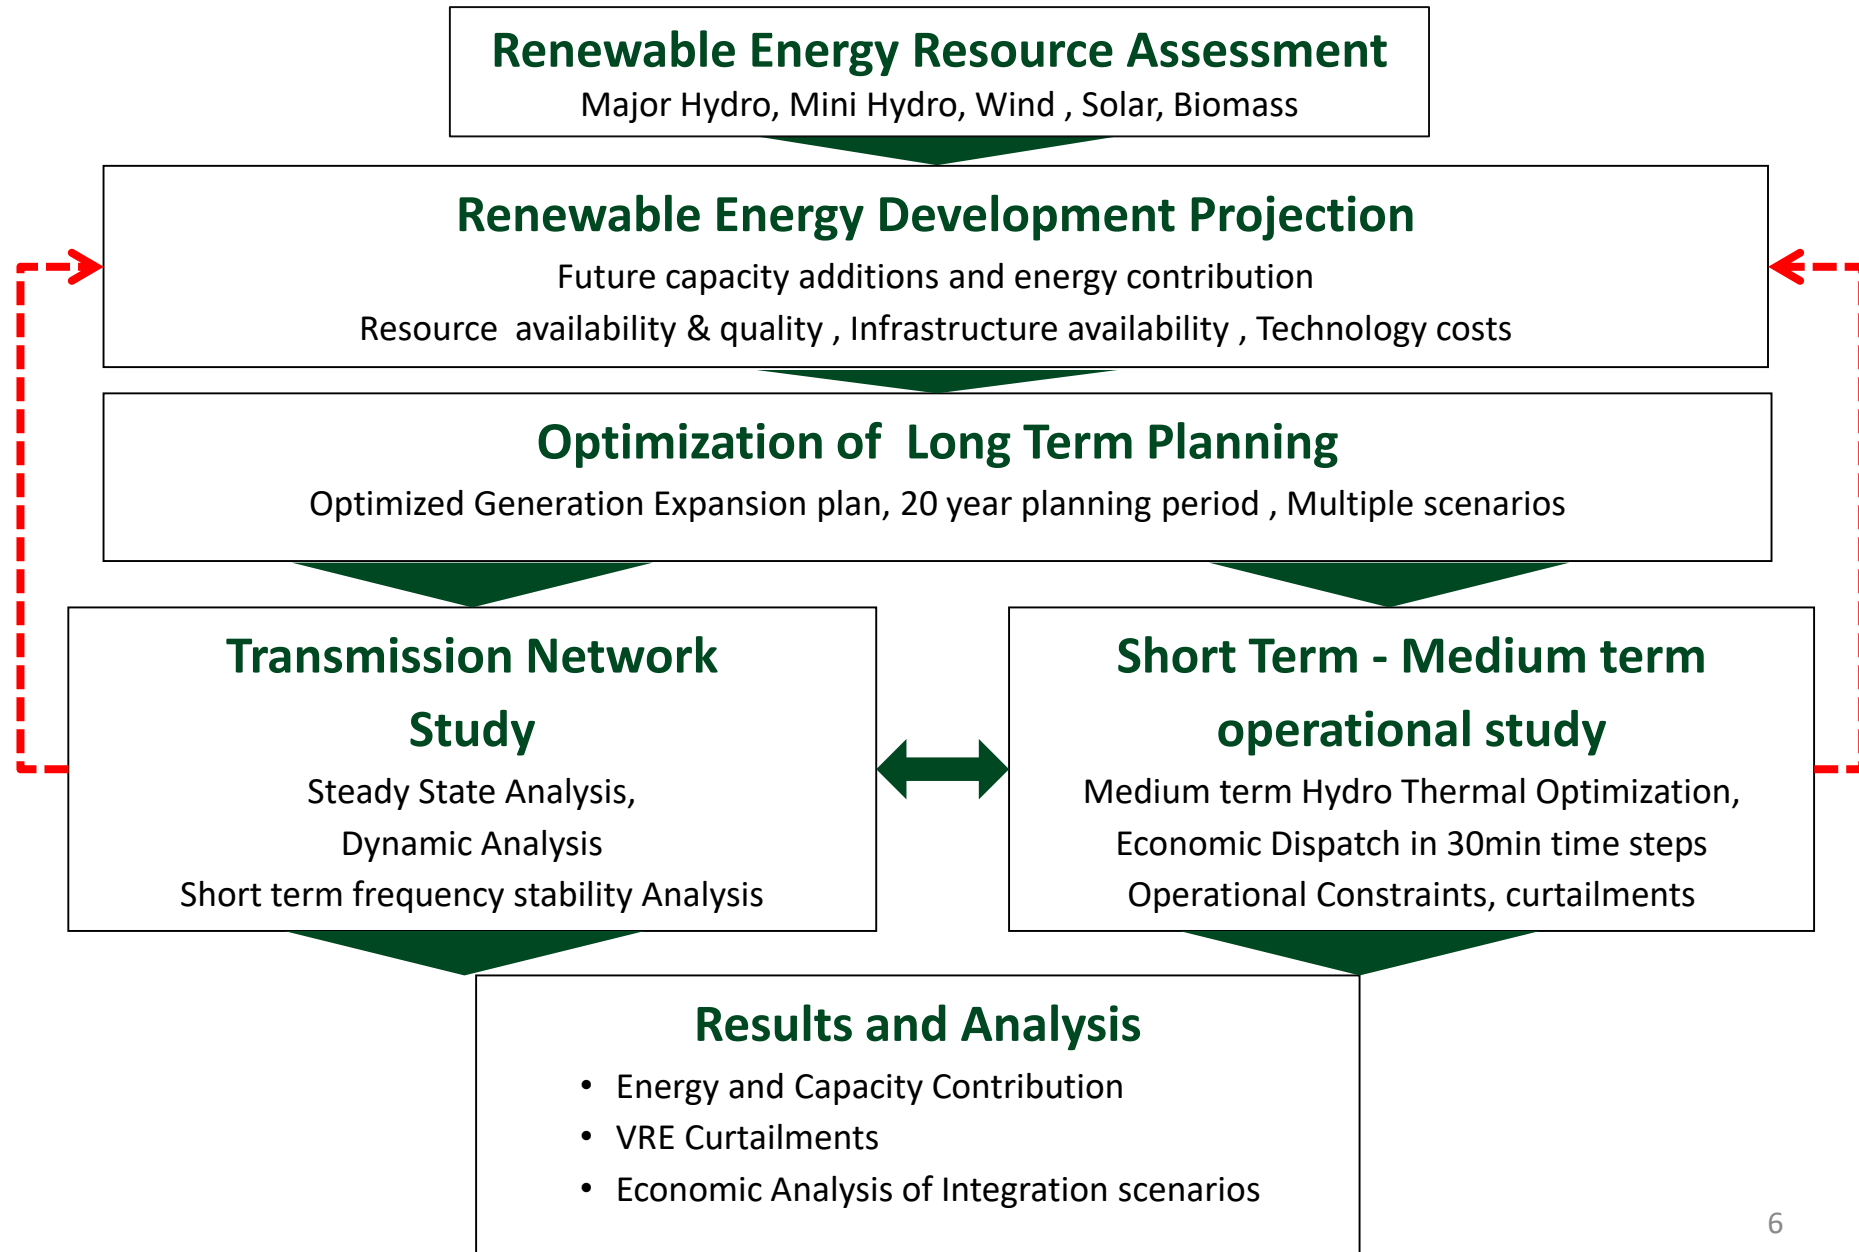 Renewable Energy Resource Assessment
Major Hydro, Mini Hydro, Wind , Solar, Biomass
Renewable Energy Development Projection
Future capacity additions and energy contribution
Resource  availability & quality , Infrastructure availability , Technology costs
Optimization of  Long Term Planning
Optimized Generation Expansion plan, 20 year planning period , Multiple scenarios
Transmission Network
Study
Steady State Analysis,
Dynamic Analysis
Short term frequency stability Analysis
Short Term - Medium term
operational study
Medium term Hydro Thermal Optimization,
Economic Dispatch in 30min time steps
Operational Constraints, curtailments
Results and Analysis
• Energy and Capacity Contribution
• VRE Curtailments
• Economic Analysis of Integration scenarios
6